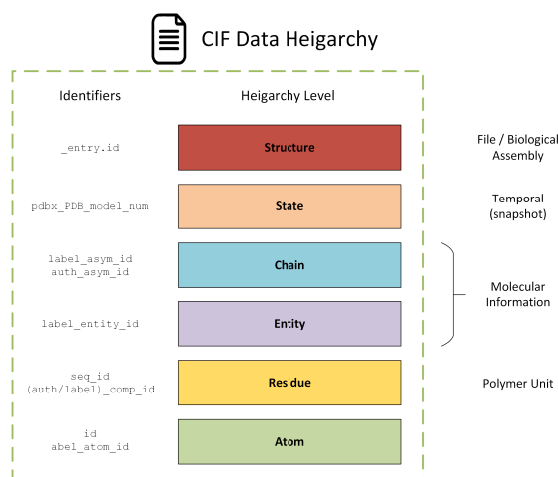 CIF Data Heigarchy
Identifiers
Heigarchy Level
_entry.id
Structure
File / Biological
Assembly
pdbx_PDB_model_num
State
Temporal
(snapshot)
label_asym_id
auth_asym_id
Chain
Molecular
Information
label_entity_id
Entity
seq_id
(auth/label)_comp_id
Residue
Polymer Unit
id
abel_atom_id
Atom